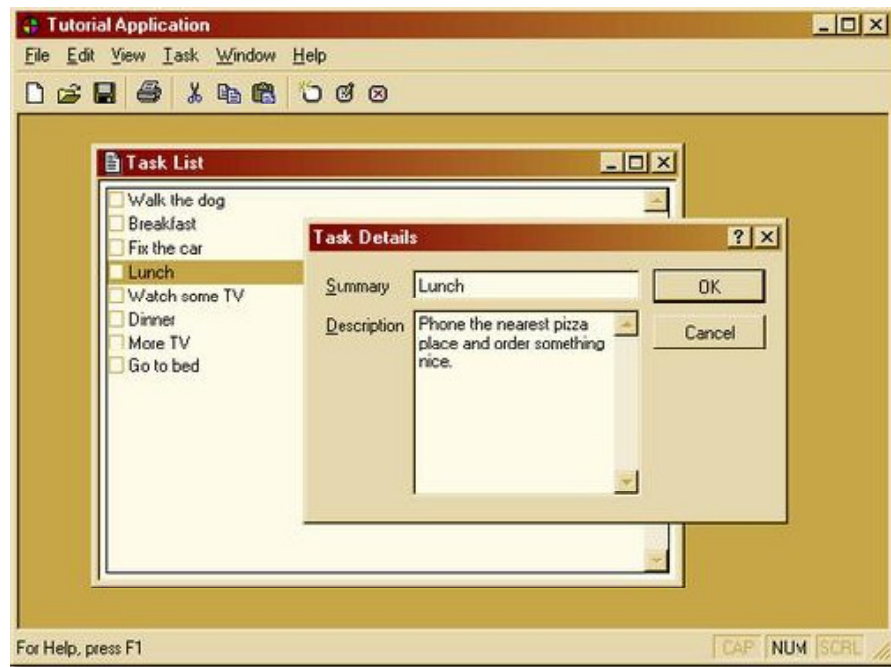 Tutorial Application
File Edit View Task Window Help
Task List
Walk the dog
Breakfast
Fix the car
Lunch
Watch some TV
Dinner
More TV
Go to bed
Task Details
Summary Lunch OK
Description Phone the nearest pizza
place and order something
nice.
Cancel
For Help, press F1 CAP NUM SCRL